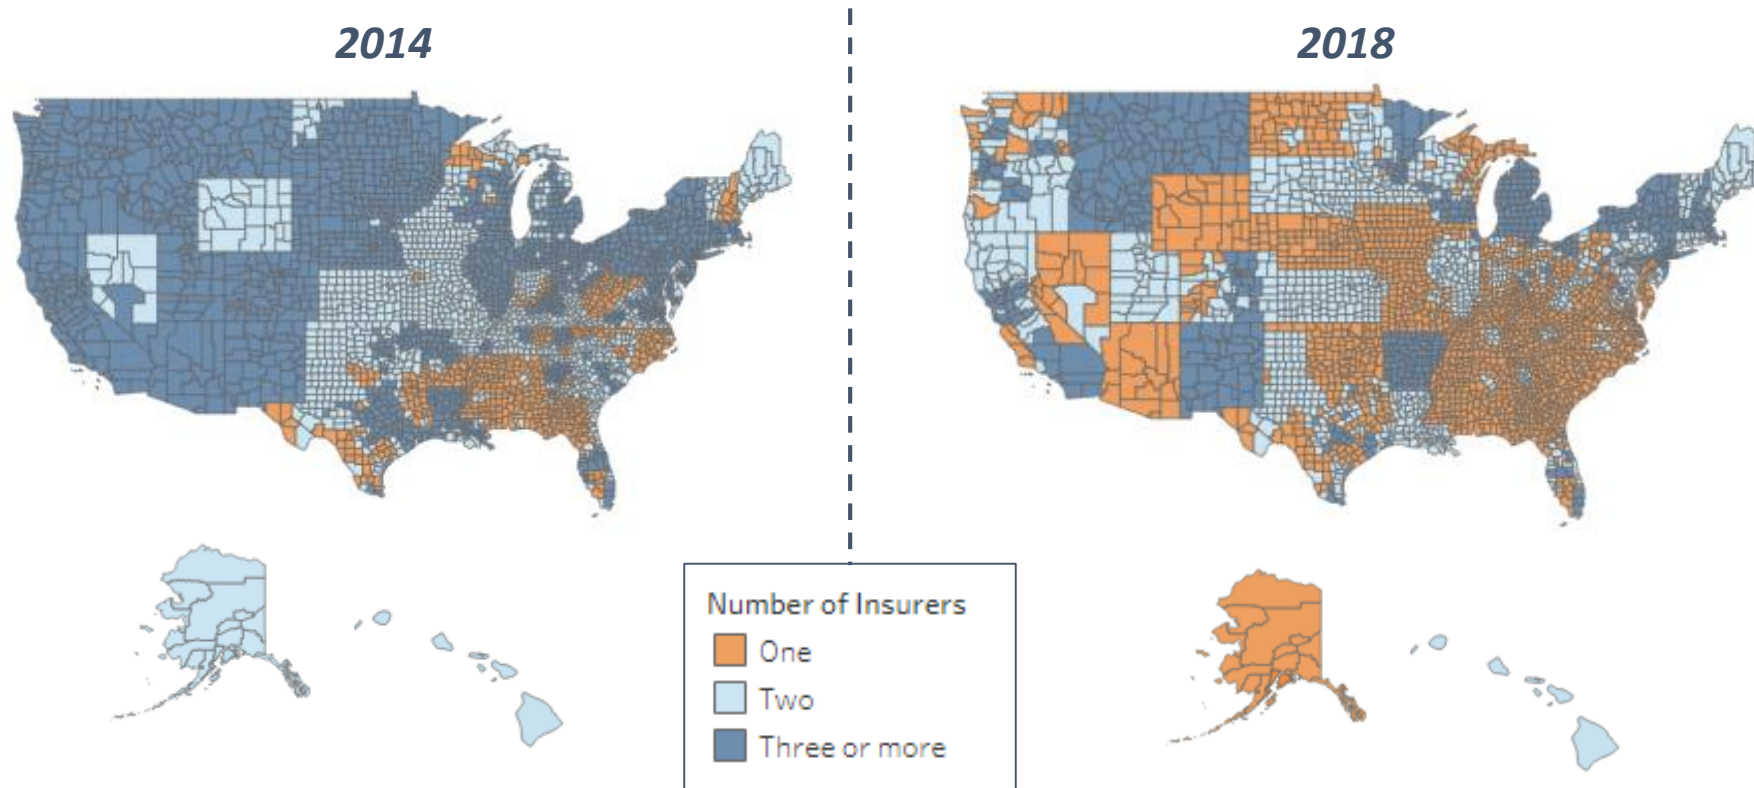 2014
2018
Number of Insurers
One
Two
Three or more